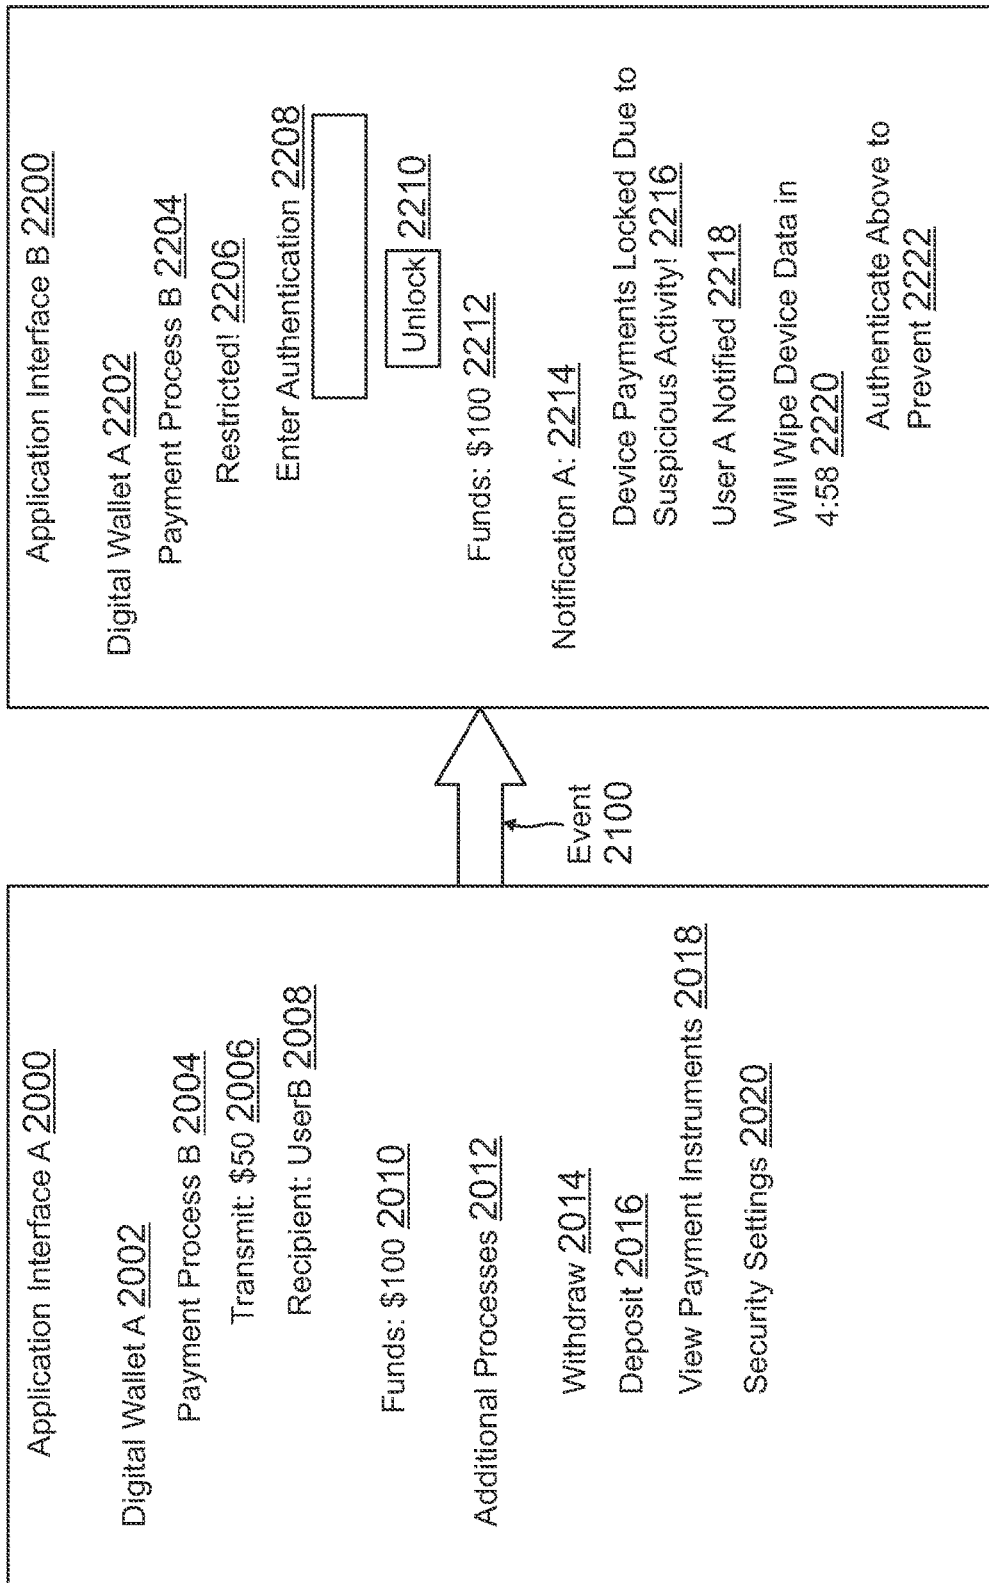 Application Interface A 2000
Digital Wallet A 2002
Payment Process B 2004
Transmit: $50 2006
Recipient: UserB 2008
Funds: $100 2010
Additional Processes 2012
Withdraw 2014
Deposit 2016
View Payment Instruments 2018
Security Settings 2020
Event
2100
Application Interface B 2200
Digital Wallet A 2202
Payment Process B 2204
Restricted! 2206
Enter Authentication 2208
Unlock 2210
Funds: $100 2212
Notification A: 2214
Device Payments Locked Due to
Suspicious Activity! 2216
User A Notified 2218
Will Wipe Device Data in
4:58 2220
Authenticate Above to
Prevent 2222